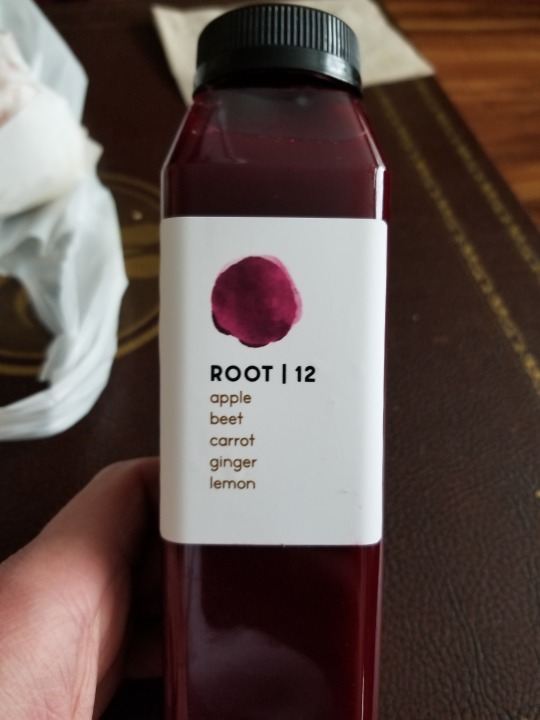 ROOT | 12
apple
beet
carrot
ginger
lemon